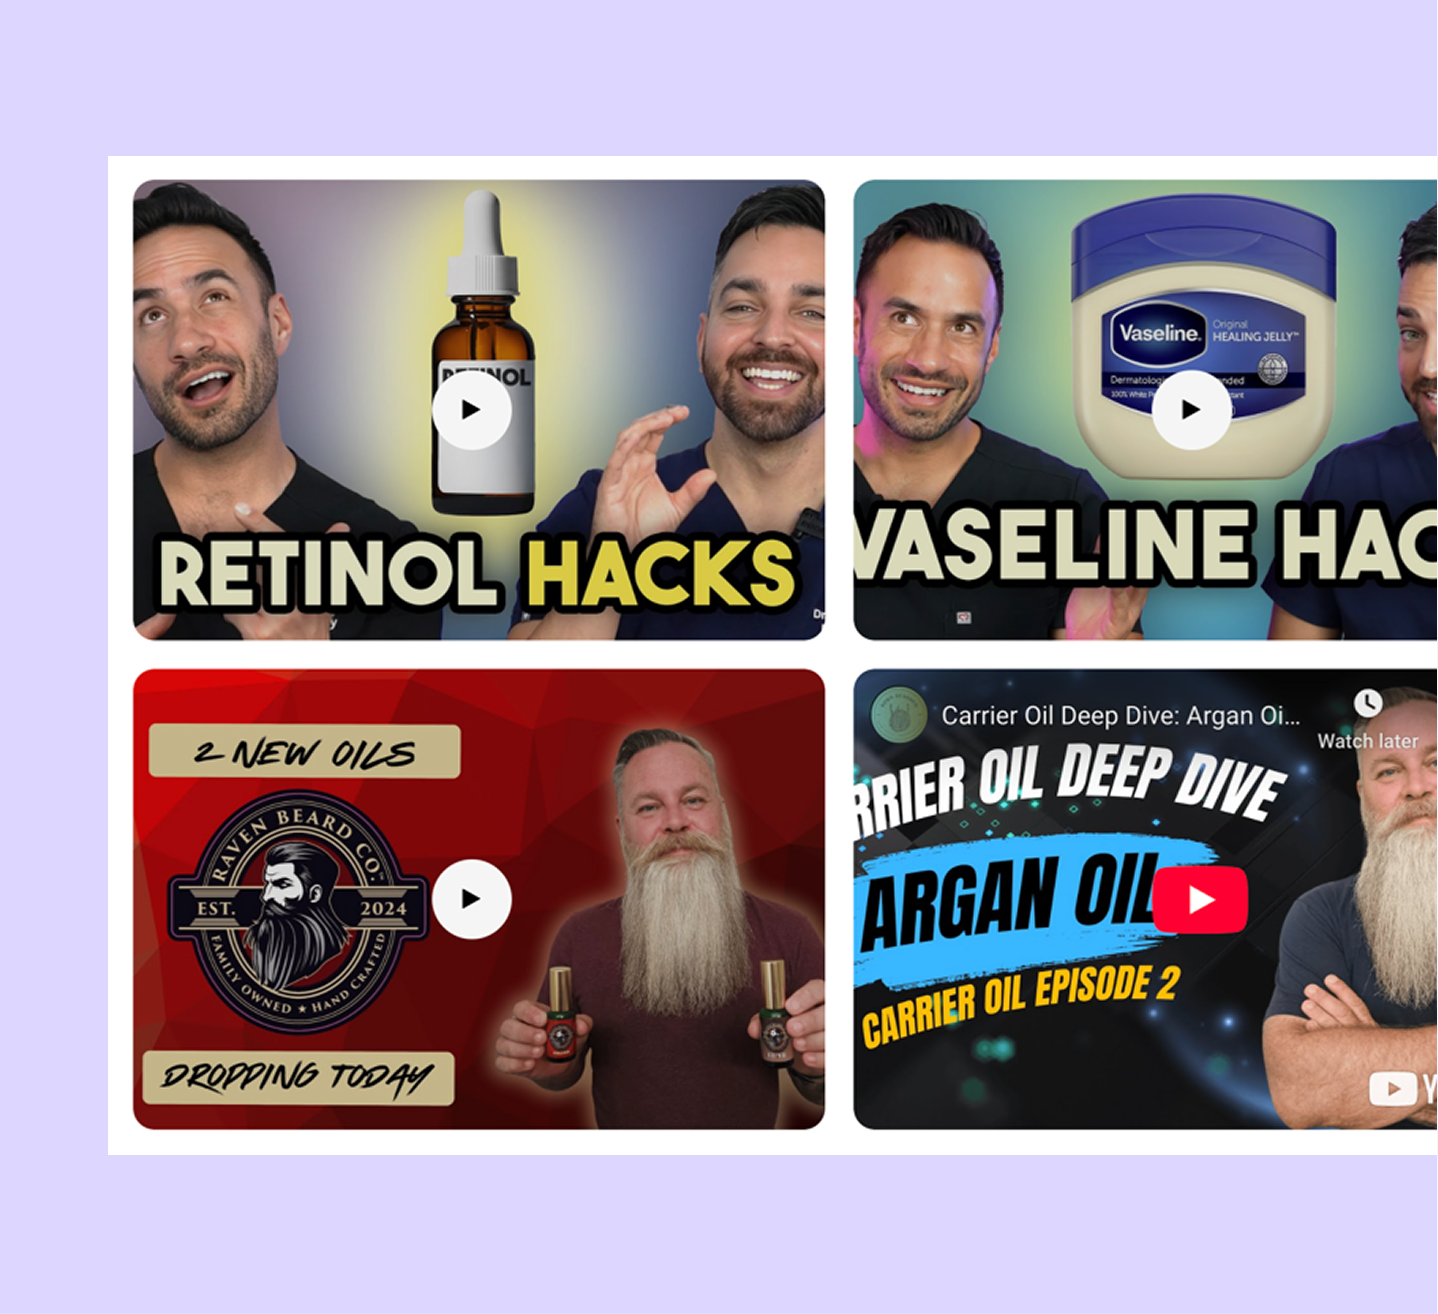 RETINOL
RETINOL HACKS
Vaseline.
Original
HEALING JELLY™
VASELINE HAC
2 NEW OILS
RAVEN BEARD CO.
EST. 2024
FAMILY OWNED ★ HAND CRAFTED
DROPPING TODAY
Carrier Oil Deep Dive: Argan Oi...
Watch later
RRIER OIL DEEP DIVE
ARGAN OIL
CARRIER OIL EPISODE 2